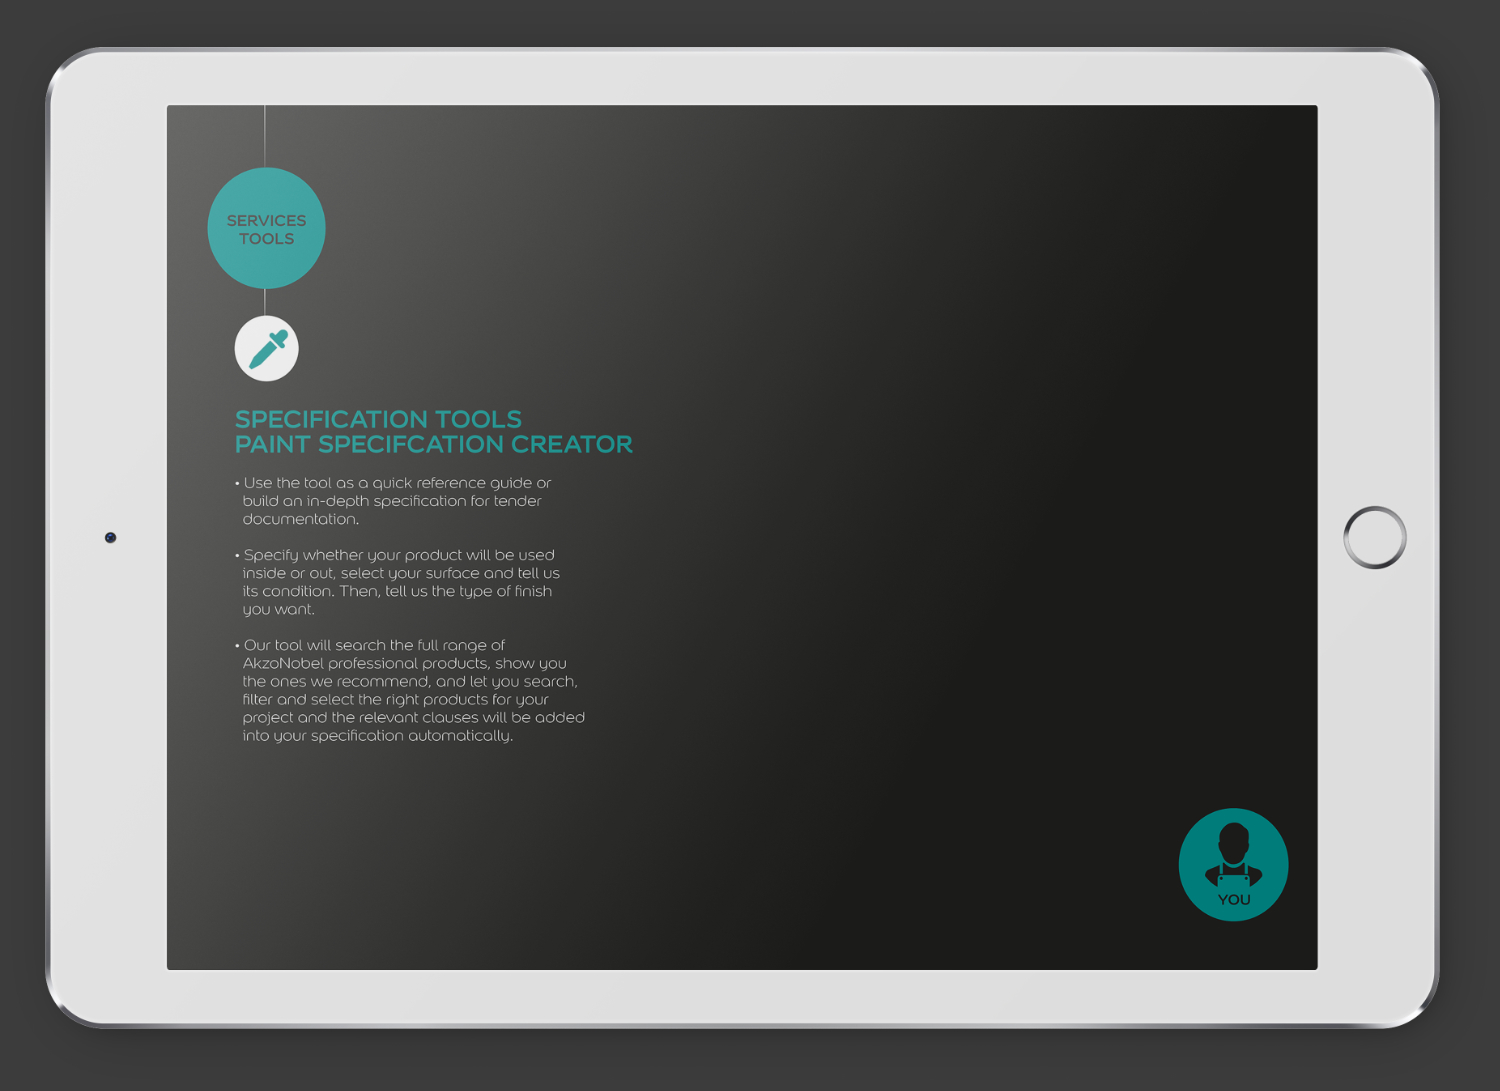 SERVICES
TOOLS
SPECIFICATION TOOLS
PAINT SPECIFCATION CREATOR
• Use the tool as a quick reference guide or
build an in-depth specification for tender
documentation.
• Specify whether your product will be used
inside or out, select your surface and tell us
its condition. Then, tell us the type of finish
you want.
• Our tool will search the full range of
AkzoNobel professional products, show you
the ones we recommend, and let you search,
filter and select the right products for your
project and the relevant clauses will be added
into your specification automatically.
YOU